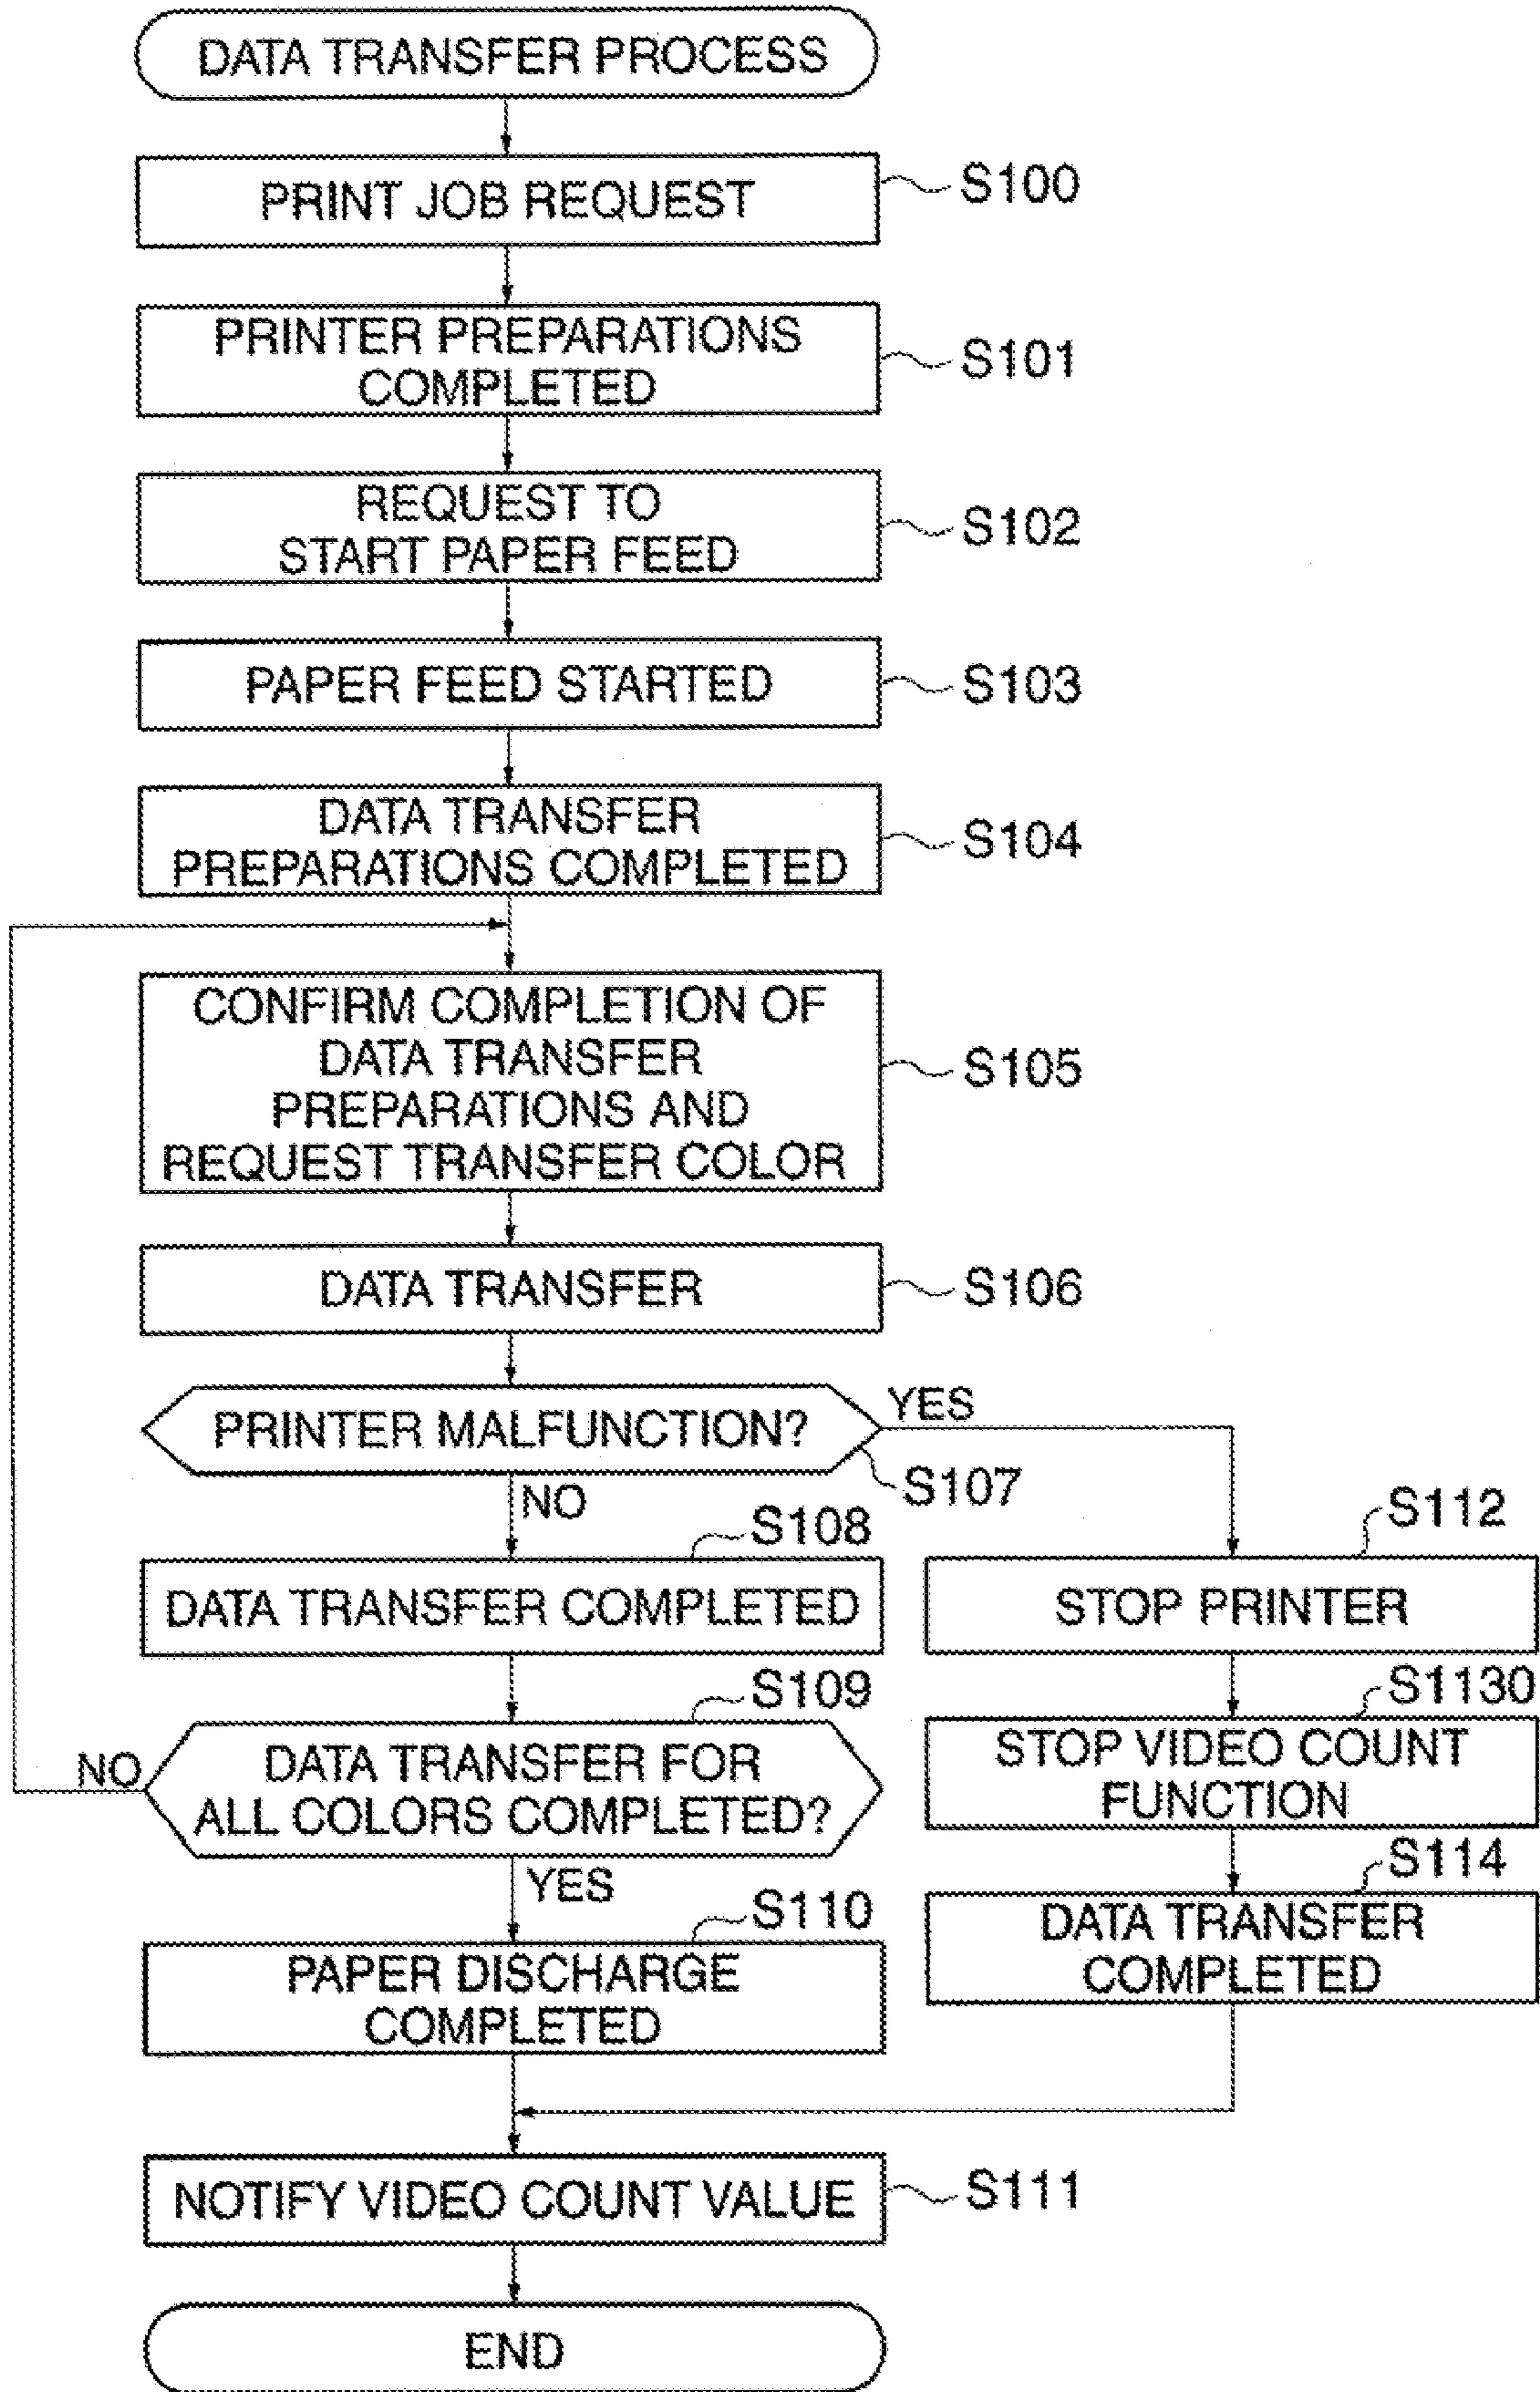 DATA TRANSFER PROCESS
PRINT JOB REQUEST
S100
PRINTER PREPARATIONS
COMPLETED
S101
REQUEST TO
START PAPER FEED
S102
PAPER FEED STARTED
S103
DATA TRANSFER
PREPARATIONS COMPLETED
S104
CONFIRM COMPLETION OF
DATA TRANSFER
PREPARATIONS AND
REQUEST TRANSFER COLOR
S105
DATA TRANSFER
S106
PRINTER MALFUNCTION?
YES
S107
NO
S108
DATA TRANSFER COMPLETED
S112
STOP PRINTER
S109
DATA TRANSFER FOR
ALL COLORS COMPLETED?
NO
YES
S1130
STOP VIDEO COUNT
FUNCTION
S114
DATA TRANSFER
COMPLETED
S110
PAPER DISCHARGE
COMPLETED
NOTIFY VIDEO COUNT VALUE
S111
END